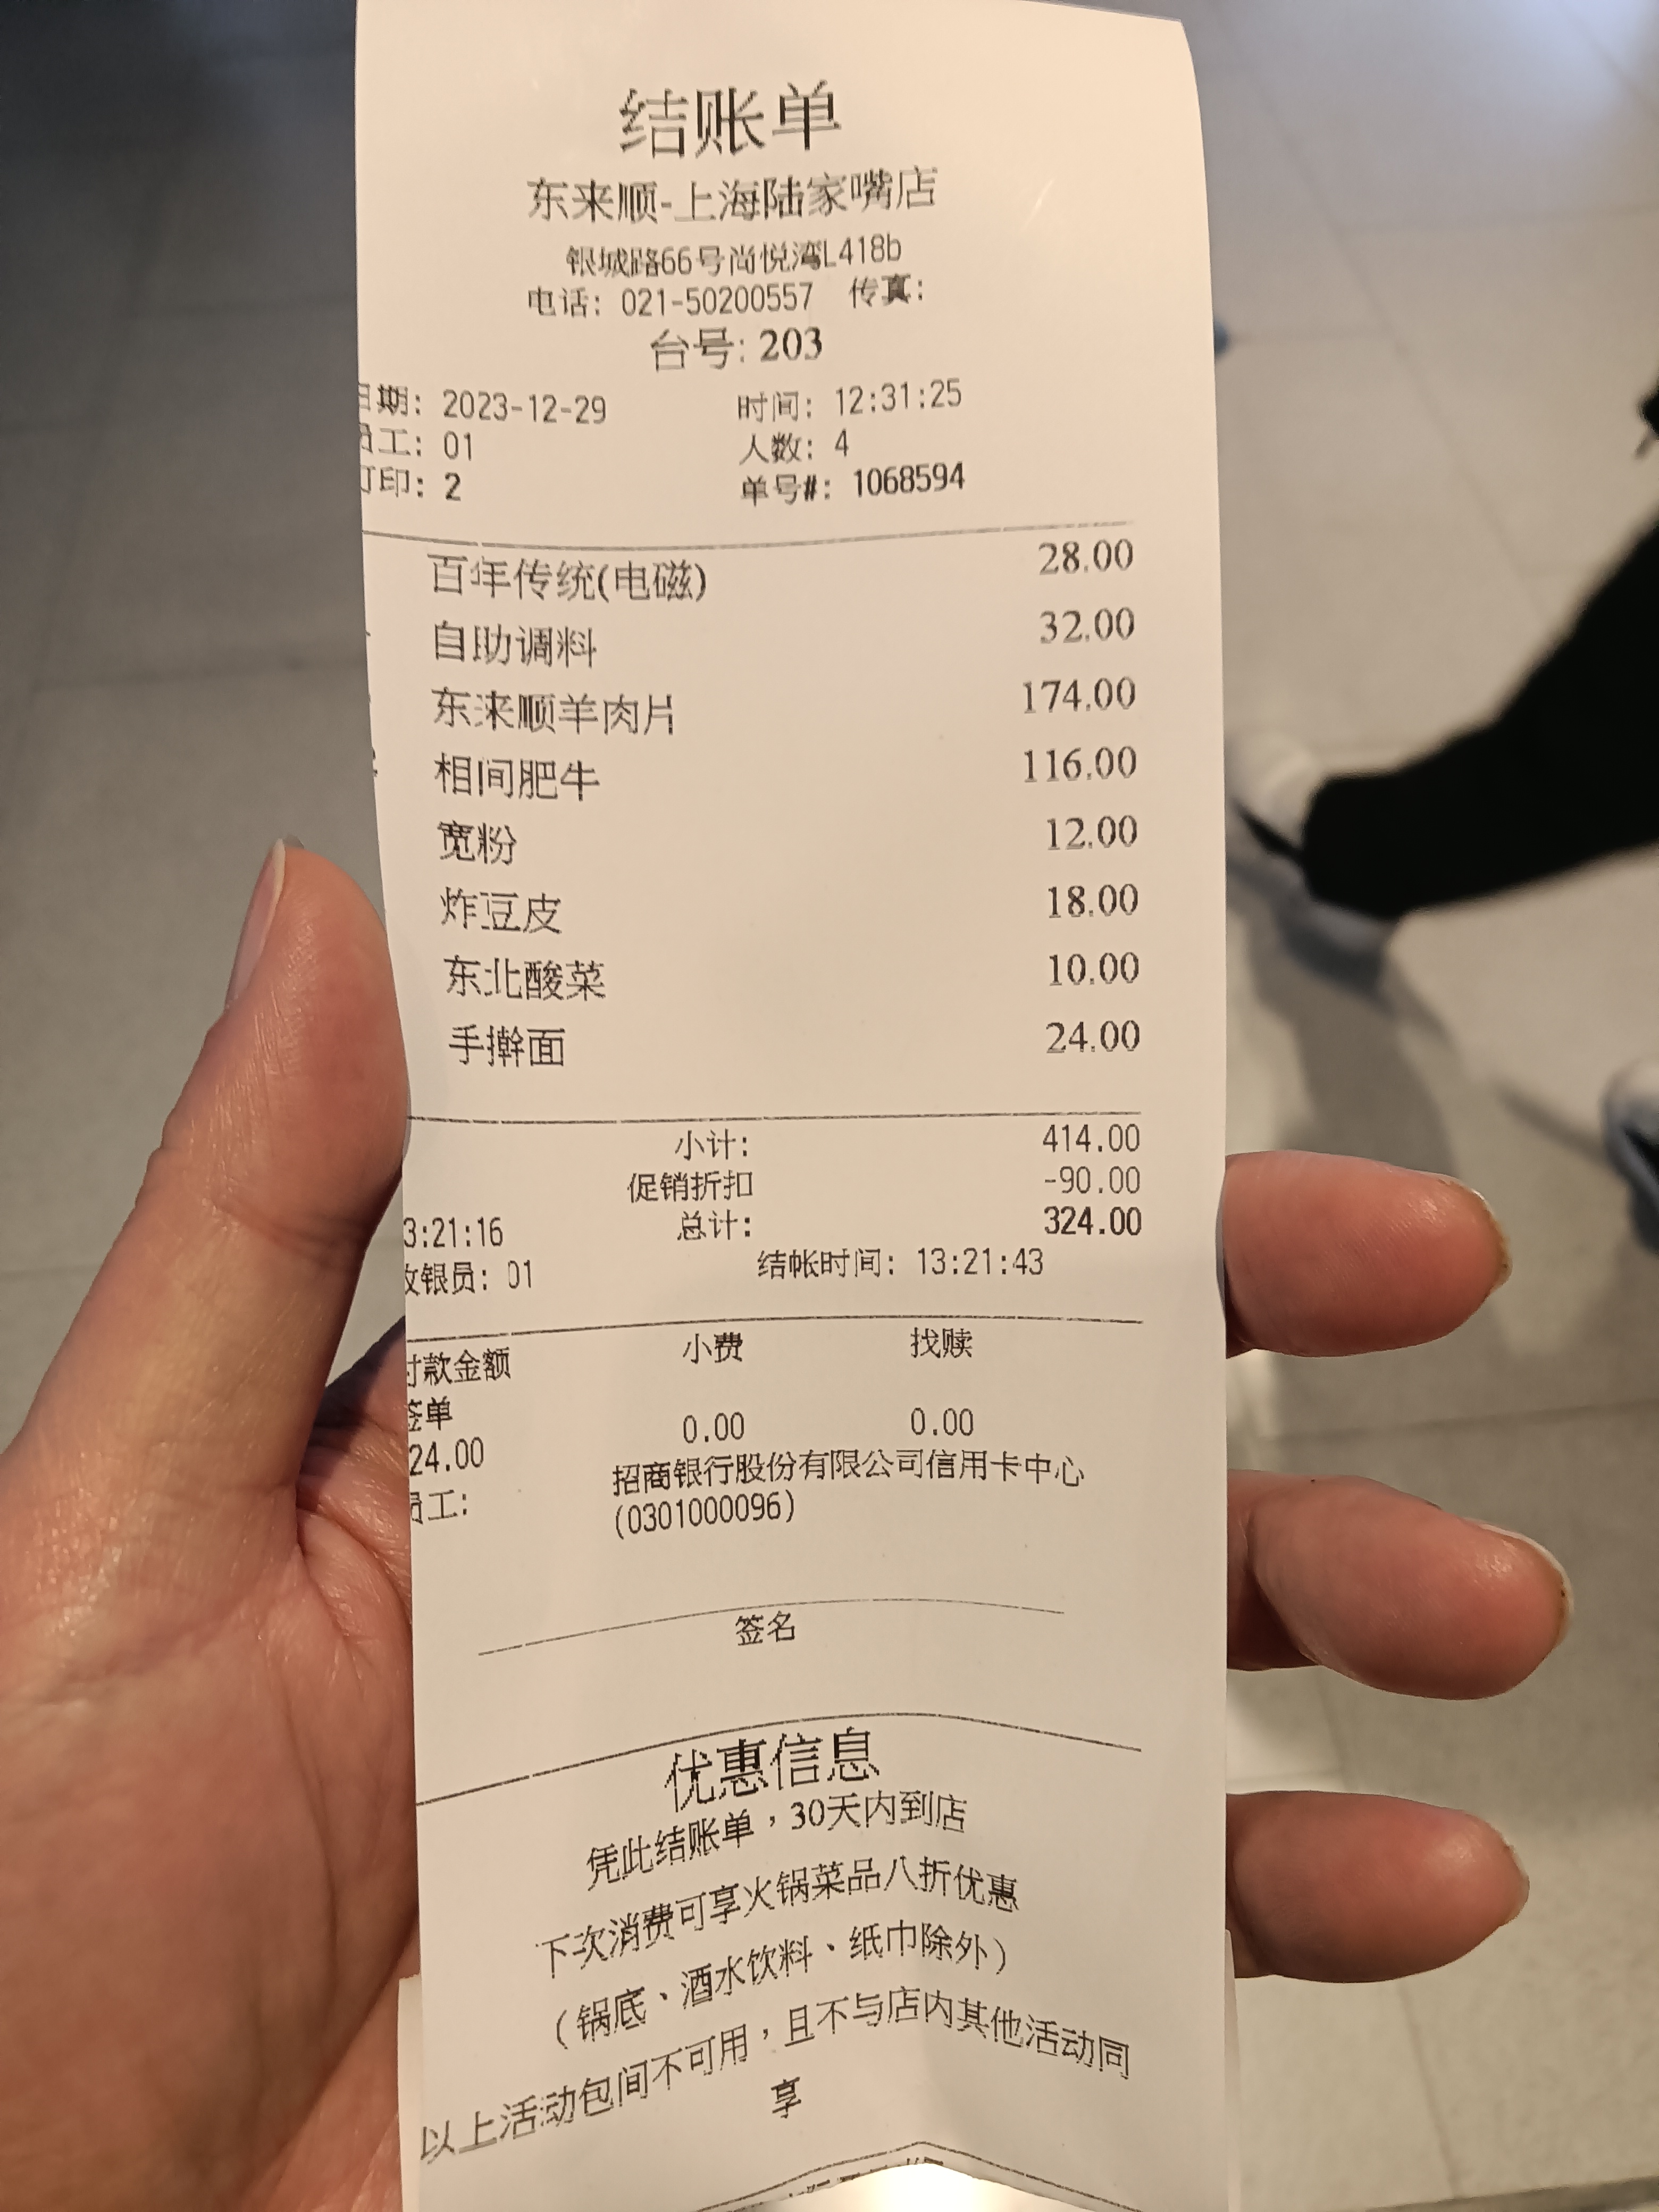 结账单
东来顺-上海陆家嘴店
银城路66号尚悦湾L418b
电话: 021-50200557 传真:
台号: 203
日期: 2023-12-29 时间: 12:31:25
员工: 01 人数: 4
打印: 2 单号#: 1068594
百年传统(电磁) 28.00
自助调料 32.00
东来顺羊肉片 174.00
相间肥牛 116.00
宽粉 12.00
炸豆皮 18.00
东北酸菜 10.00
手擀面 24.00
小计: 414.00
促销折扣 -90.00
3:21:16 总计: 324.00
收银员: 01 结帐时间: 13:21:43
付款金额 小费 找赎
签单
24.00 0.00 0.00
员工: 招商银行股份有限公司信用卡中心
(0301000096)
签名
优惠信息
凭此结账单，30天内到店
下次消费可享火锅菜品八折优惠
（锅底、酒水饮料、纸巾除外）
以上活动包间不可用，且不与店内其他活动同
享